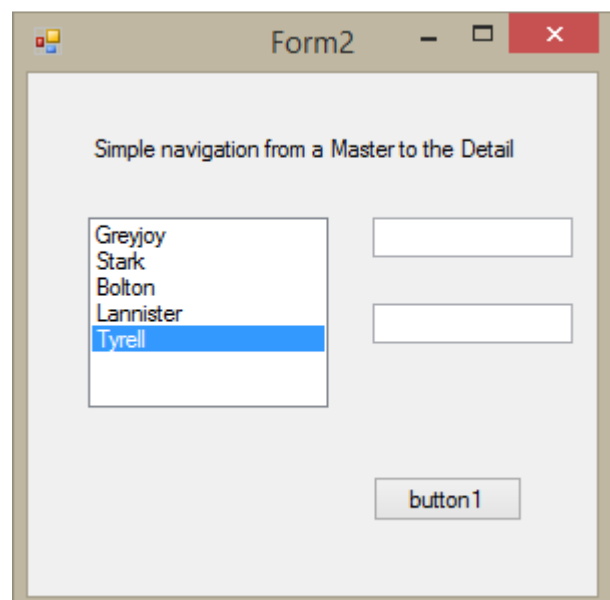 Form2
Simple navigation from a Master to the Detail
Greyjoy
Stark
Bolton
Lannister
Tyrell
button1